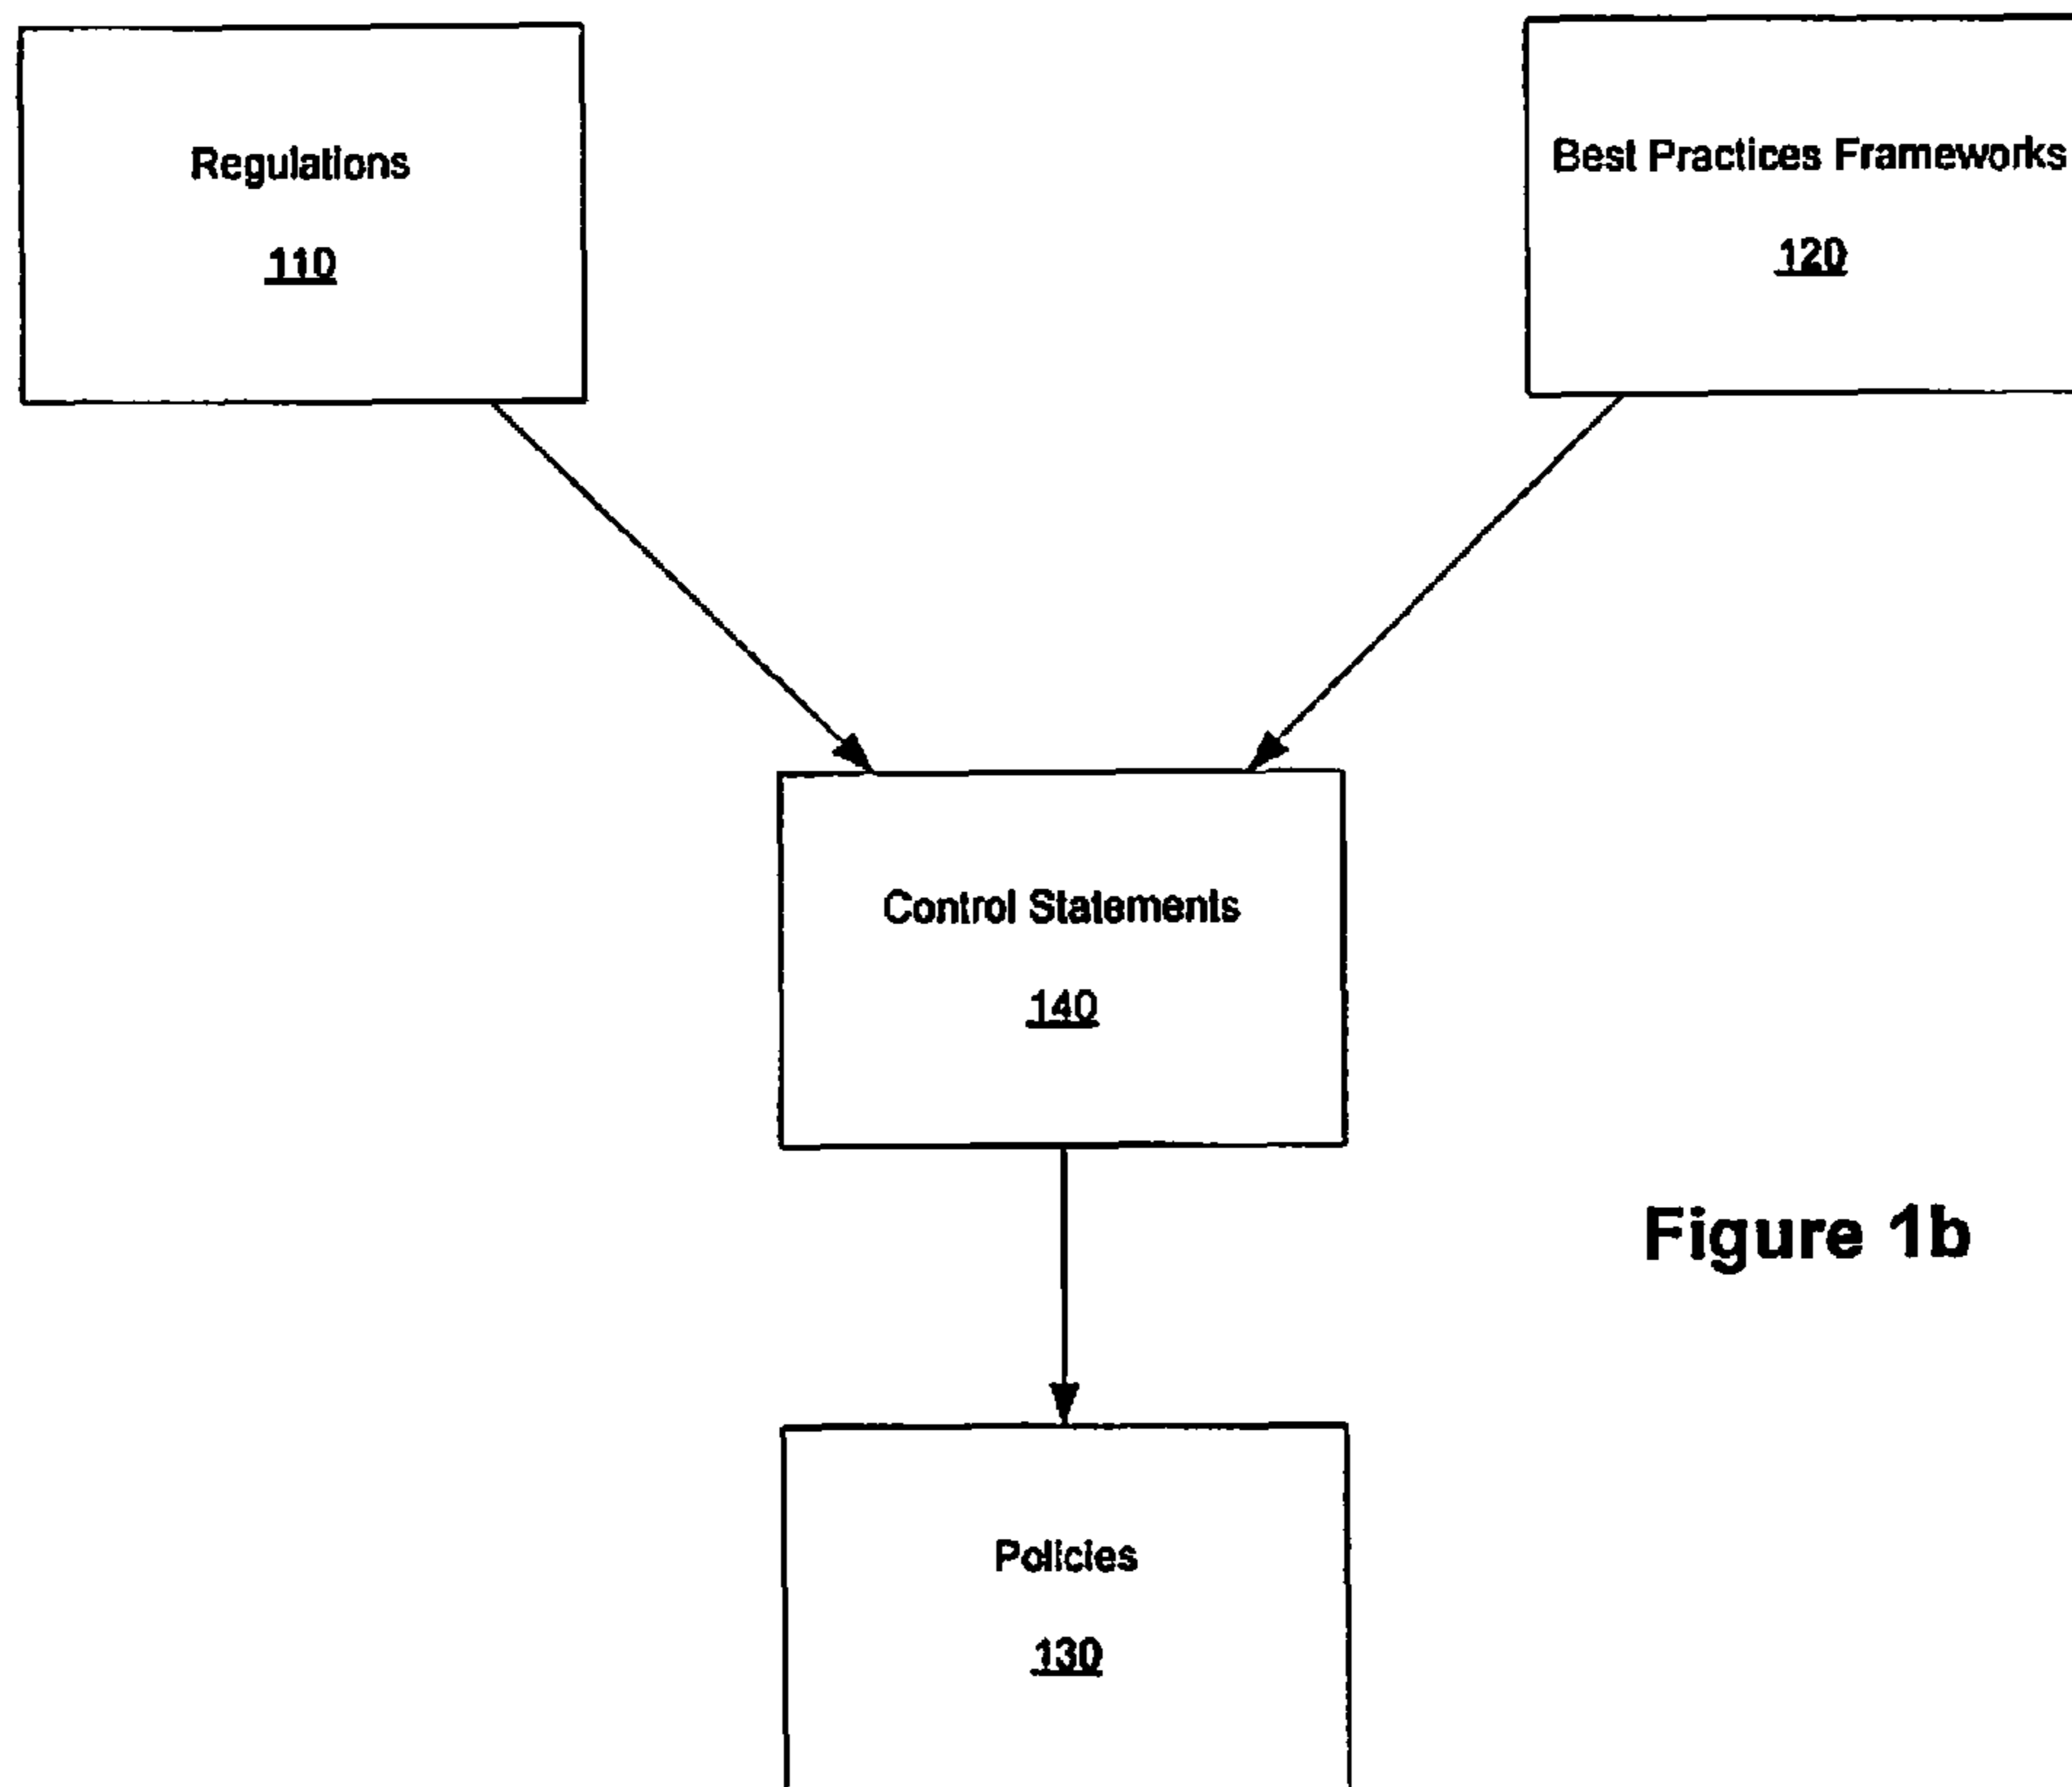 Regulations
110
Best Practices Frameworks
120
Control Statements
140
Figure 1b
Policies
130